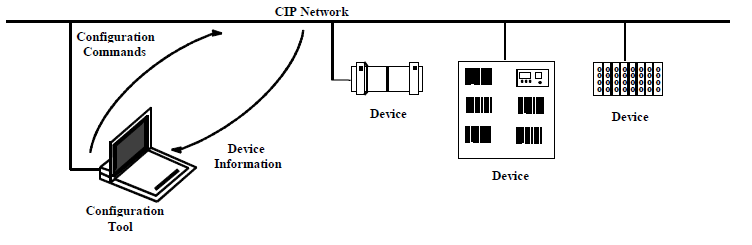 CIP Network
Configuration
Commands
Device
Device
Device
Device
Information
Configuration
Tool